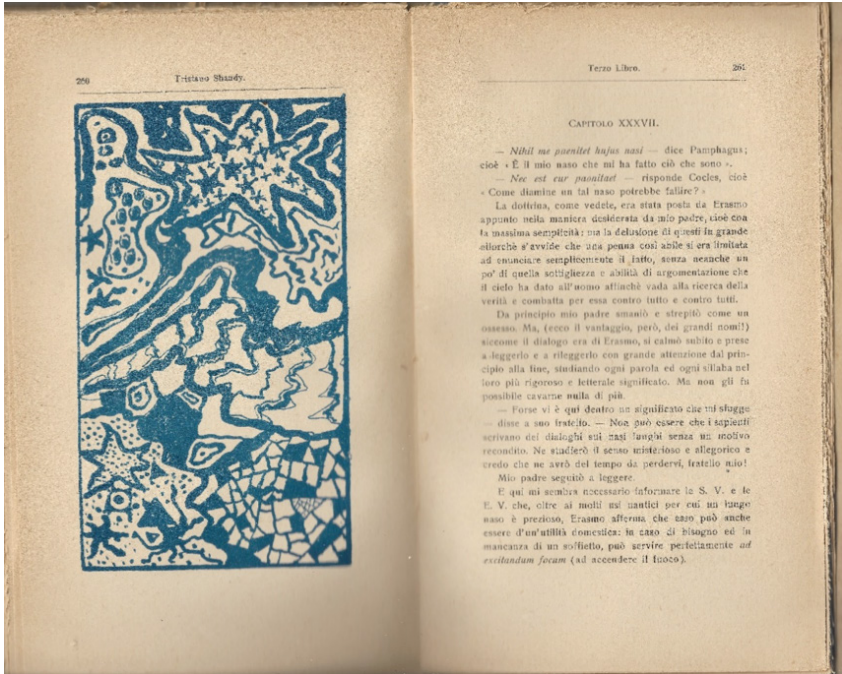 260
Tristano Shandy.
Terzo Libro.
261
CAPITOLO XXXVII.
— Nihil me paenitet hujus nasi — dice Pamphagus;
cioè « È il mio naso che mi ha fatto ciò che sono ».
— Nec est cur paenitaet — risponde Cocles, cioè
« Come diamine un tal naso potrebbe fallire? »
La dottrina, come vedete, era stata posta da Erasmo
appunto nella maniera desiderata da mio padre, cioè con
la massima semplicità: ma la delusione di questi fu grande
allorchè s'avvide che una penna così abile si era limitata
ad enunciare semplicemente il fatto, senza neanche un
po' di quella sottigliezza e abilità di argomentazione che
il cielo ha dato all'uomo affinchè vada alla ricerca della
verità e combatta per essa contro tutto e contro tutti.
Da principio mio padre smaniò e strepitò come un
ossesso. Ma, (ecco il vantaggio, però, dei grandi nomi!)
siccome il dialogo era di Erasmo, si calmò subito e prese
a leggerlo e a rileggerlo con grande attenzione dal prin-
cipio alla fine, studiando ogni parola ed ogni sillaba nel
loro più rigoroso e letterale significato. Ma non gli fu
possibile cavarne nulla di più.
— Forse vi è qui dentro un significato che mi sfugge
— disse a suo fratello. — Non può essere che i sapienti
scrivano dei dialoghi sui nasi lunghi senza un motivo
recondito. Ne studierò il senso misterioso e allegorico e
credo che ne avrò del tempo da perdervi, fratello mio!
Mio padre seguitò a leggere.
E qui mi sembra necessario informare le S. V. e le
E. V. che, oltre ai molti usi nautici per cui un lungo
naso è prezioso, Erasmo afferma che esso può anche
essere d'un'utilità domestica: in caso di bisogno ed in
mancanza di un soffietto, può servire perfettamente ad
excitandum focum (ad accendere il fuoco).